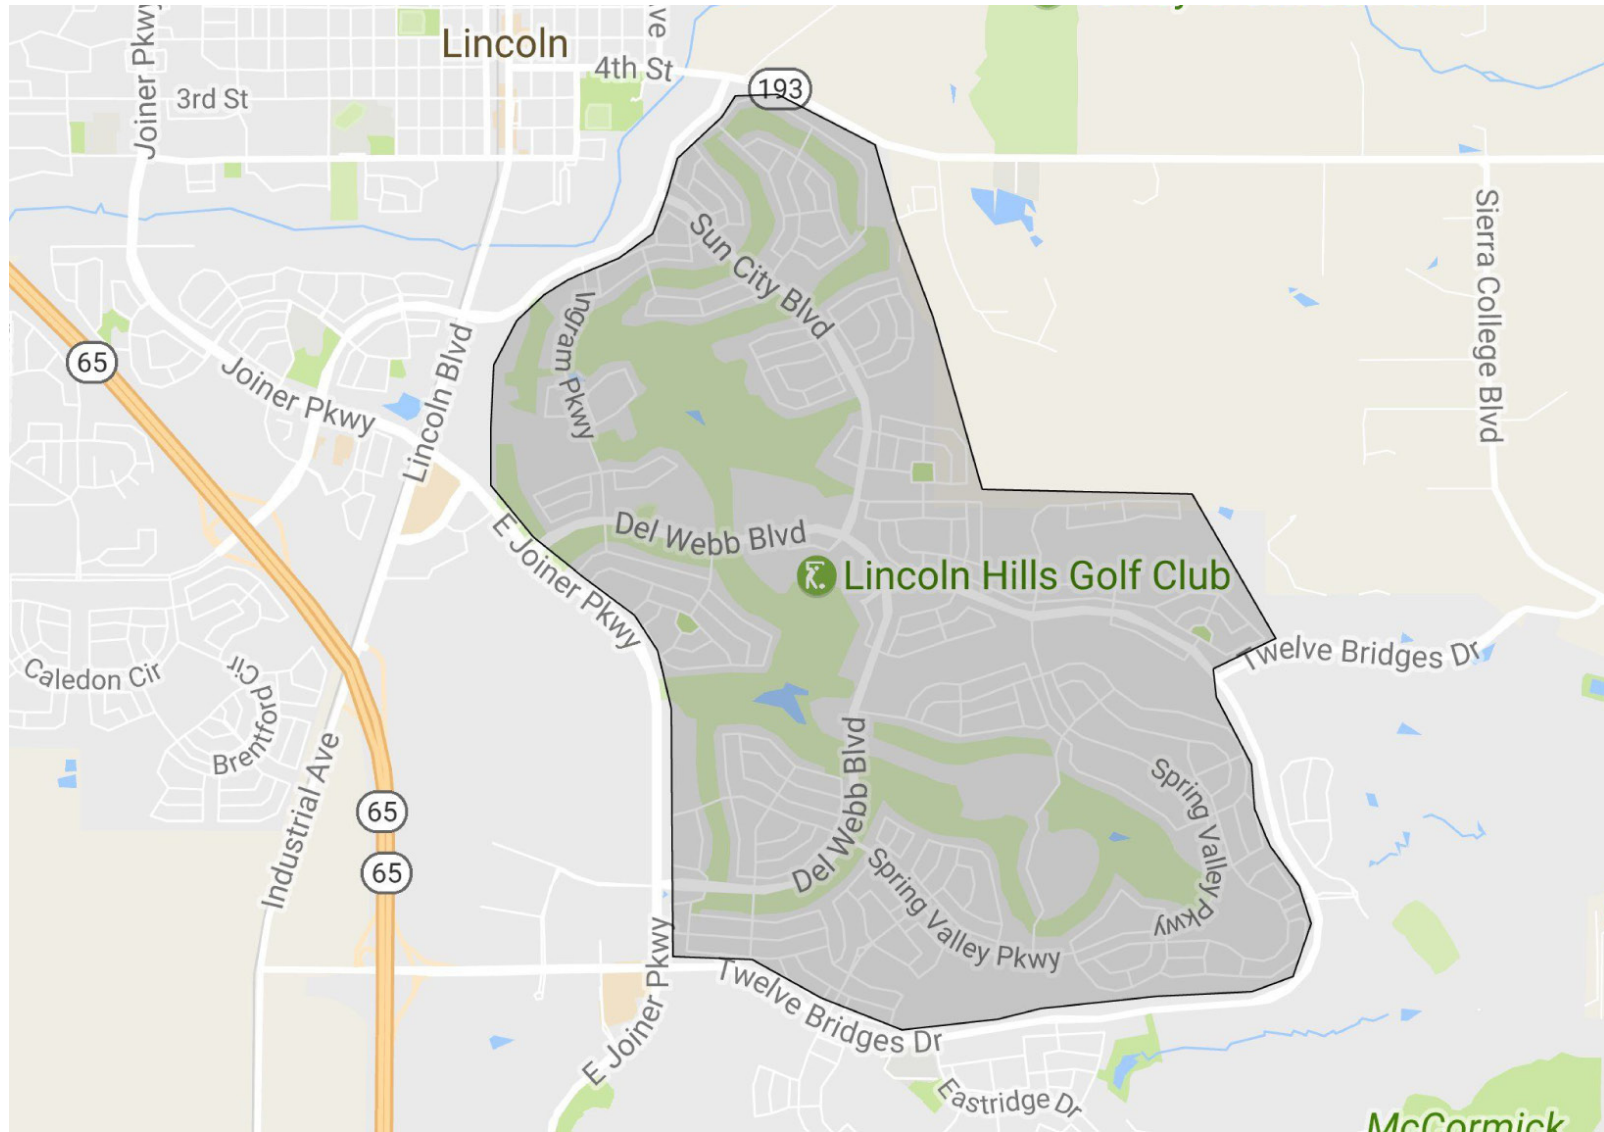 Joiner Pkwy
Lincoln
4th St
193
3rd St
Sun City Blvd
Sierra College Blvd
Ingram Pkwy
65
Joiner Pkwy
Lincoln Blvd
Del Webb Blvd
E Joiner Pkwy
Lincoln Hills Golf Club
Twelve Bridges Dr
Caledon Cir
Brentford Cir
Industrial Ave
Del Webb Blvd
Spring Valley Pkwy
65
65
Spring Valley Pkwy
E Joiner Pkwy
Twelve Bridges Dr
Eastridge Dr
McCormick